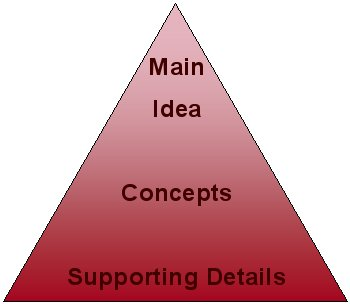 Main
Idea
Concepts
Supporting Details